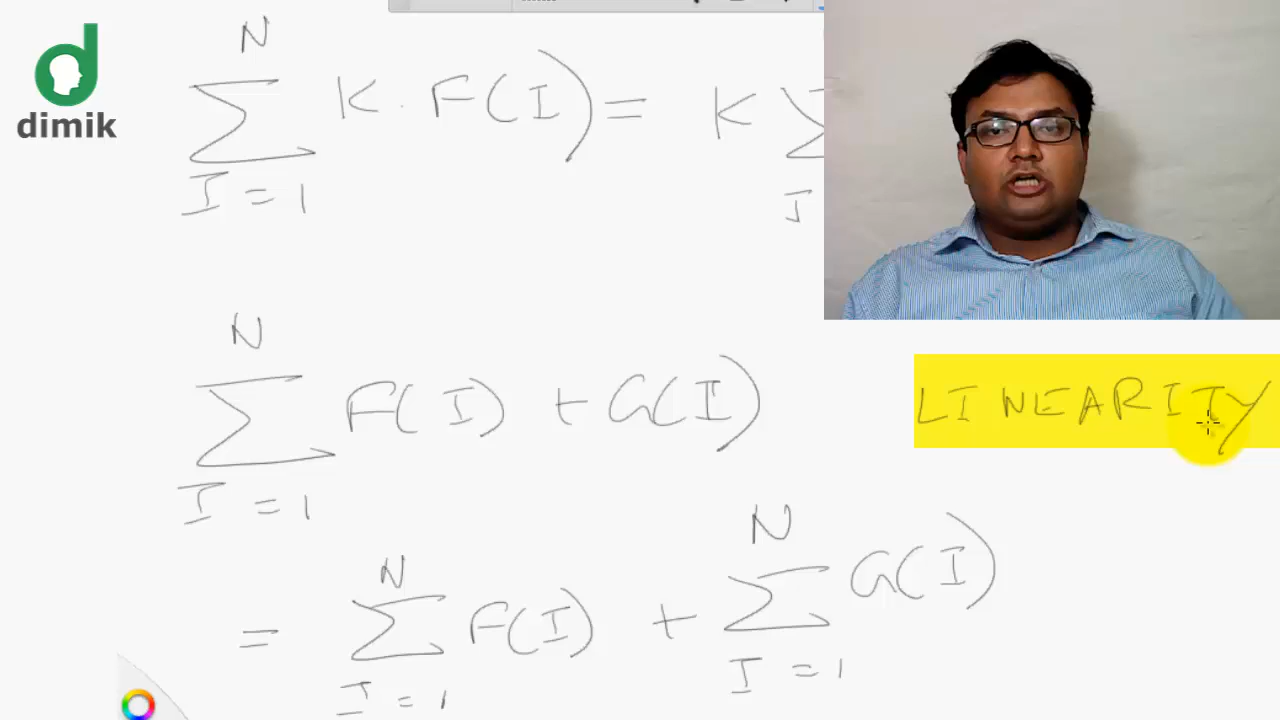 dimik
N
∑ K . F(I) = K ∑
I = 1 I
N
∑ F(I) + G(I) LINEARITY
I = 1
N N
= ∑ F(I) + ∑ G(I)
I = 1 I = 1